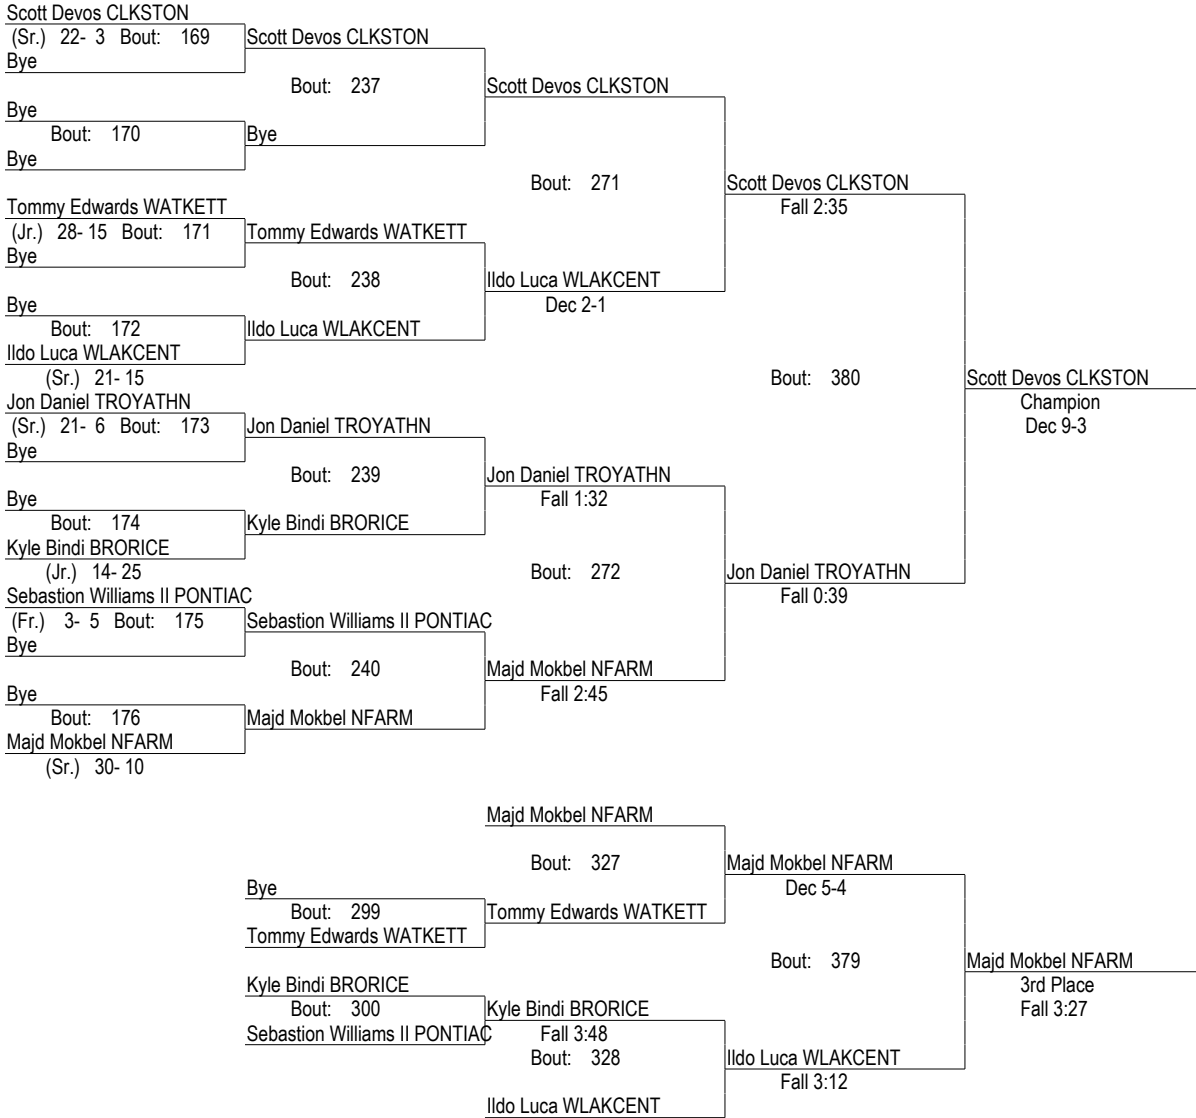 Scott Devos CLKSTON
(Sr.) 22- 3 Bout: 169
Scott Devos CLKSTON
Bye
Bout: 237
Scott Devos CLKSTON
Bye
Bout: 170
Bye
Bye
Bout: 271
Scott Devos CLKSTON
Fall 2:35
Tommy Edwards WATKETT
(Jr.) 28- 15 Bout: 171
Tommy Edwards WATKETT
Bye
Bout: 238
Ildo Luca WLAKCENT
Dec 2-1
Bye
Bout: 172
Ildo Luca WLAKCENT
Ildo Luca WLAKCENT
(Sr.) 21- 15
Bout: 380
Scott Devos CLKSTON
Champion
Dec 9-3
Jon Daniel TROYATHN
(Sr.) 21- 6 Bout: 173
Jon Daniel TROYATHN
Bye
Bout: 239
Jon Daniel TROYATHN
Fall 1:32
Bye
Bout: 174
Kyle Bindi BRORICE
Kyle Bindi BRORICE
(Jr.) 14- 25
Bout: 272
Jon Daniel TROYATHN
Fall 0:39
Sebastion Williams II PONTIAC
(Fr.) 3- 5 Bout: 175
Sebastion Williams II PONTIAC
Bye
Bout: 240
Majd Mokbel NFARM
Fall 2:45
Bye
Bout: 176
Majd Mokbel NFARM
Majd Mokbel NFARM
(Sr.) 30- 10
Majd Mokbel NFARM
Bout: 327
Majd Mokbel NFARM
Dec 5-4
Bye
Bout: 299
Tommy Edwards WATKETT
Tommy Edwards WATKETT
Bout: 379
Majd Mokbel NFARM
3rd Place
Fall 3:27
Kyle Bindi BRORICE
Bout: 300
Kyle Bindi BRORICE
Sebastion Williams II PONTIAC
Fall 3:48
Bout: 328
Ildo Luca WLAKCENT
Fall 3:12
Ildo Luca WLAKCENT